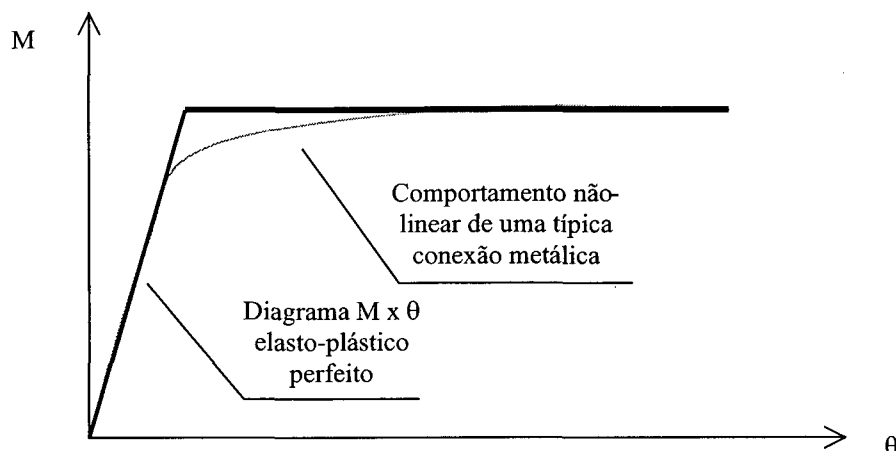 M
Comportamento não-
linear de uma típica
conexão metálica
Diagrama M x θ
elasto-plástico
perfeito
θ